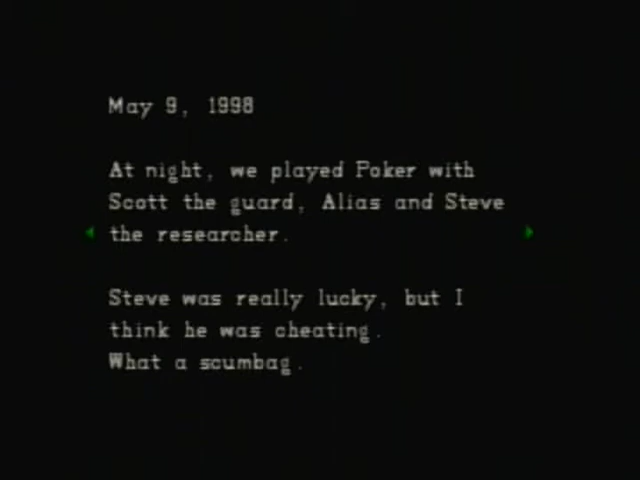 May 9, 1998
At night, we played Poker with
Scott the guard, Alias and Steve
the researcher.
Steve was really lucky, but I
think he was cheating.
What a scumbag.